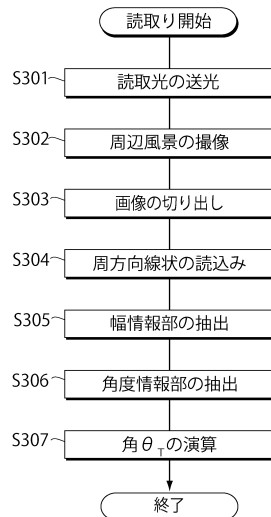 読取り開始
S301 読取光の送光
S302 周辺風景の撮像
S303 画像の切り出し
S304 周方向線状の読込み
S305 幅情報部の抽出
S306 角度情報部の抽出
S307 角θTの演算
終了